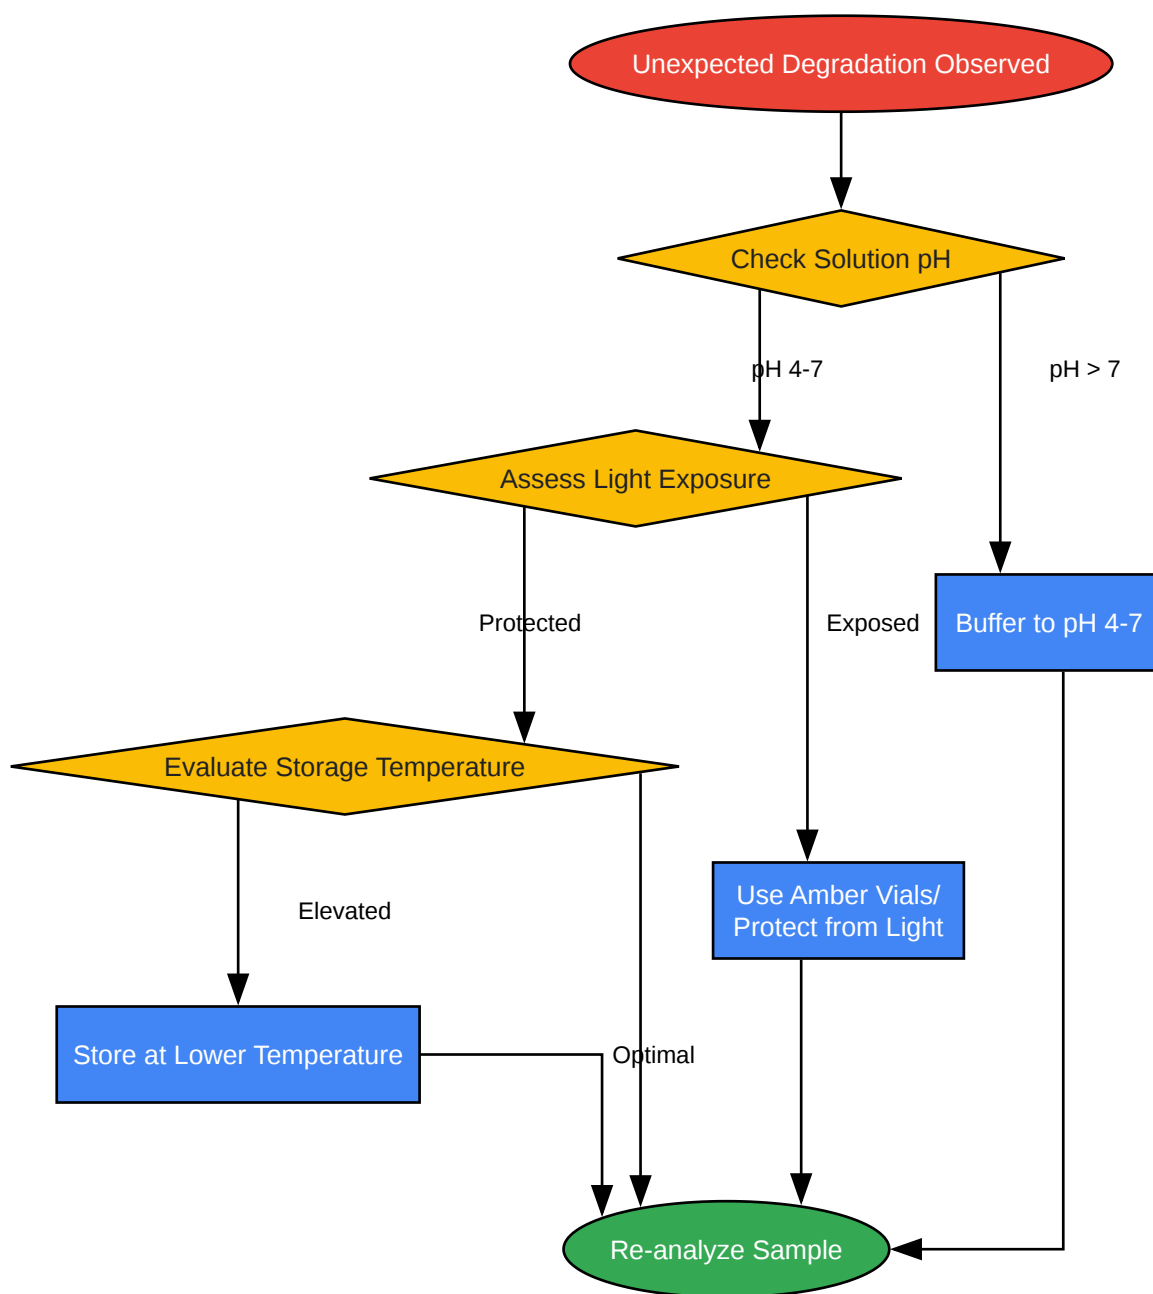 Unexpected Degradation Observed
Check Solution pH
pH 4-7
pH > 7
Assess Light Exposure
Protected
Exposed
Buffer to pH 4-7
Evaluate Storage Temperature
Elevated
Use Amber Vials/
Protect from Light
Store at Lower Temperature
Optimal
Re-analyze Sample